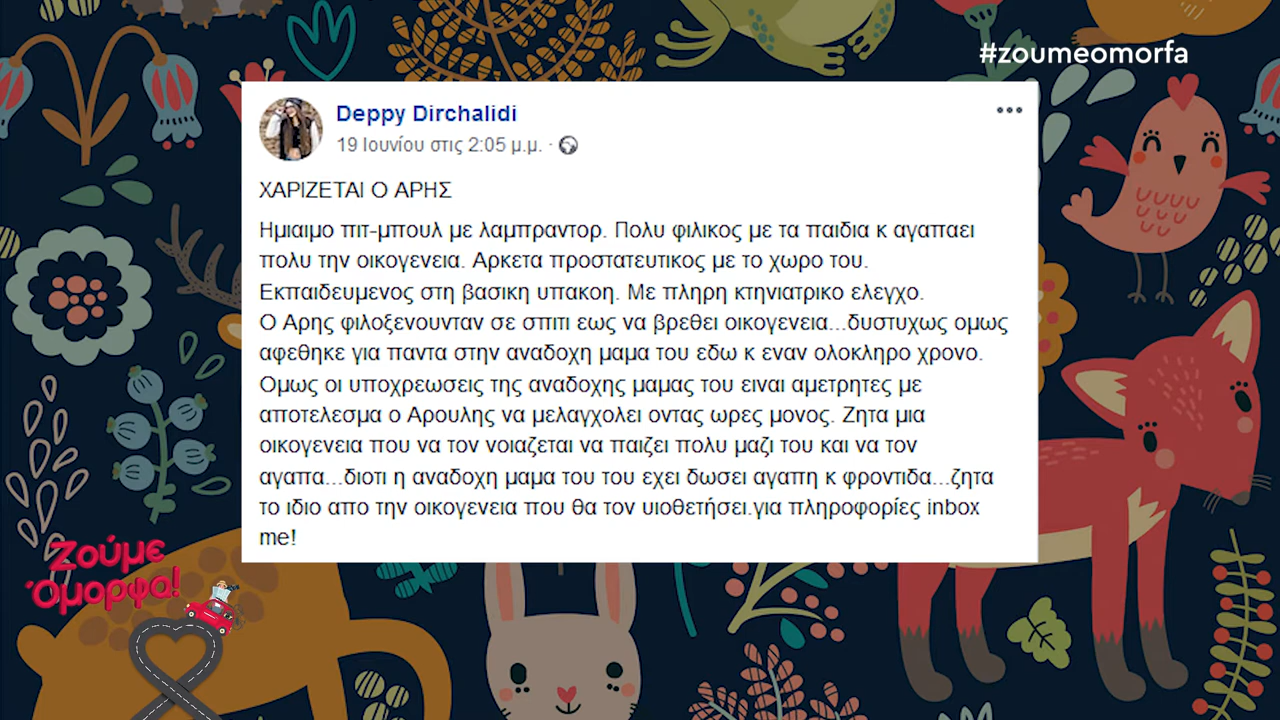 #zoumeomorfa
Deppy Dirchalidi
19 Ιουνίου στις 2:05 μ.μ. ·
ΧΑΡΙΖΕΤΑΙ Ο ΑΡΗΣ
Ημιαιμο πιτ-μπουλ με λαμπραντορ. Πολυ φιλικος με τα παιδια κ αγαπαει
πολυ την οικογενεια. Αρκετα προστατευτικος με το χωρο του.
Εκπαιδευμενος στη βασικη υπακοη. Με πληρη κτηνιατρικο ελεγχο.
Ο Αρης φιλοξενουνταν σε σπιτι εως να βρεθει οικογενεια...δυστυχως ομως
αφεθηκε για παντα στην αναδοχη μαμα του εδω κ εναν ολοκληρο χρονο.
Ομως οι υποχρεωσεις της αναδοχης μαμας του ειναι αμετρητες με
αποτελεσμα ο Αρουλης να μελαγχολει οντας ωρες μονος. Ζητα μια
οικογενεια που να τον νοιαζεται να παιζει πολυ μαζι του και να τον
αγαπα...διοτι η αναδοχη μαμα του του εχει δωσει αγαπη κ φροντιδα...ζητα
το ιδιο απο την οικογενεια που θα τον υιοθετήσει.για πληροφορίες inbox
me!
Ζούμε
Όμορφα!